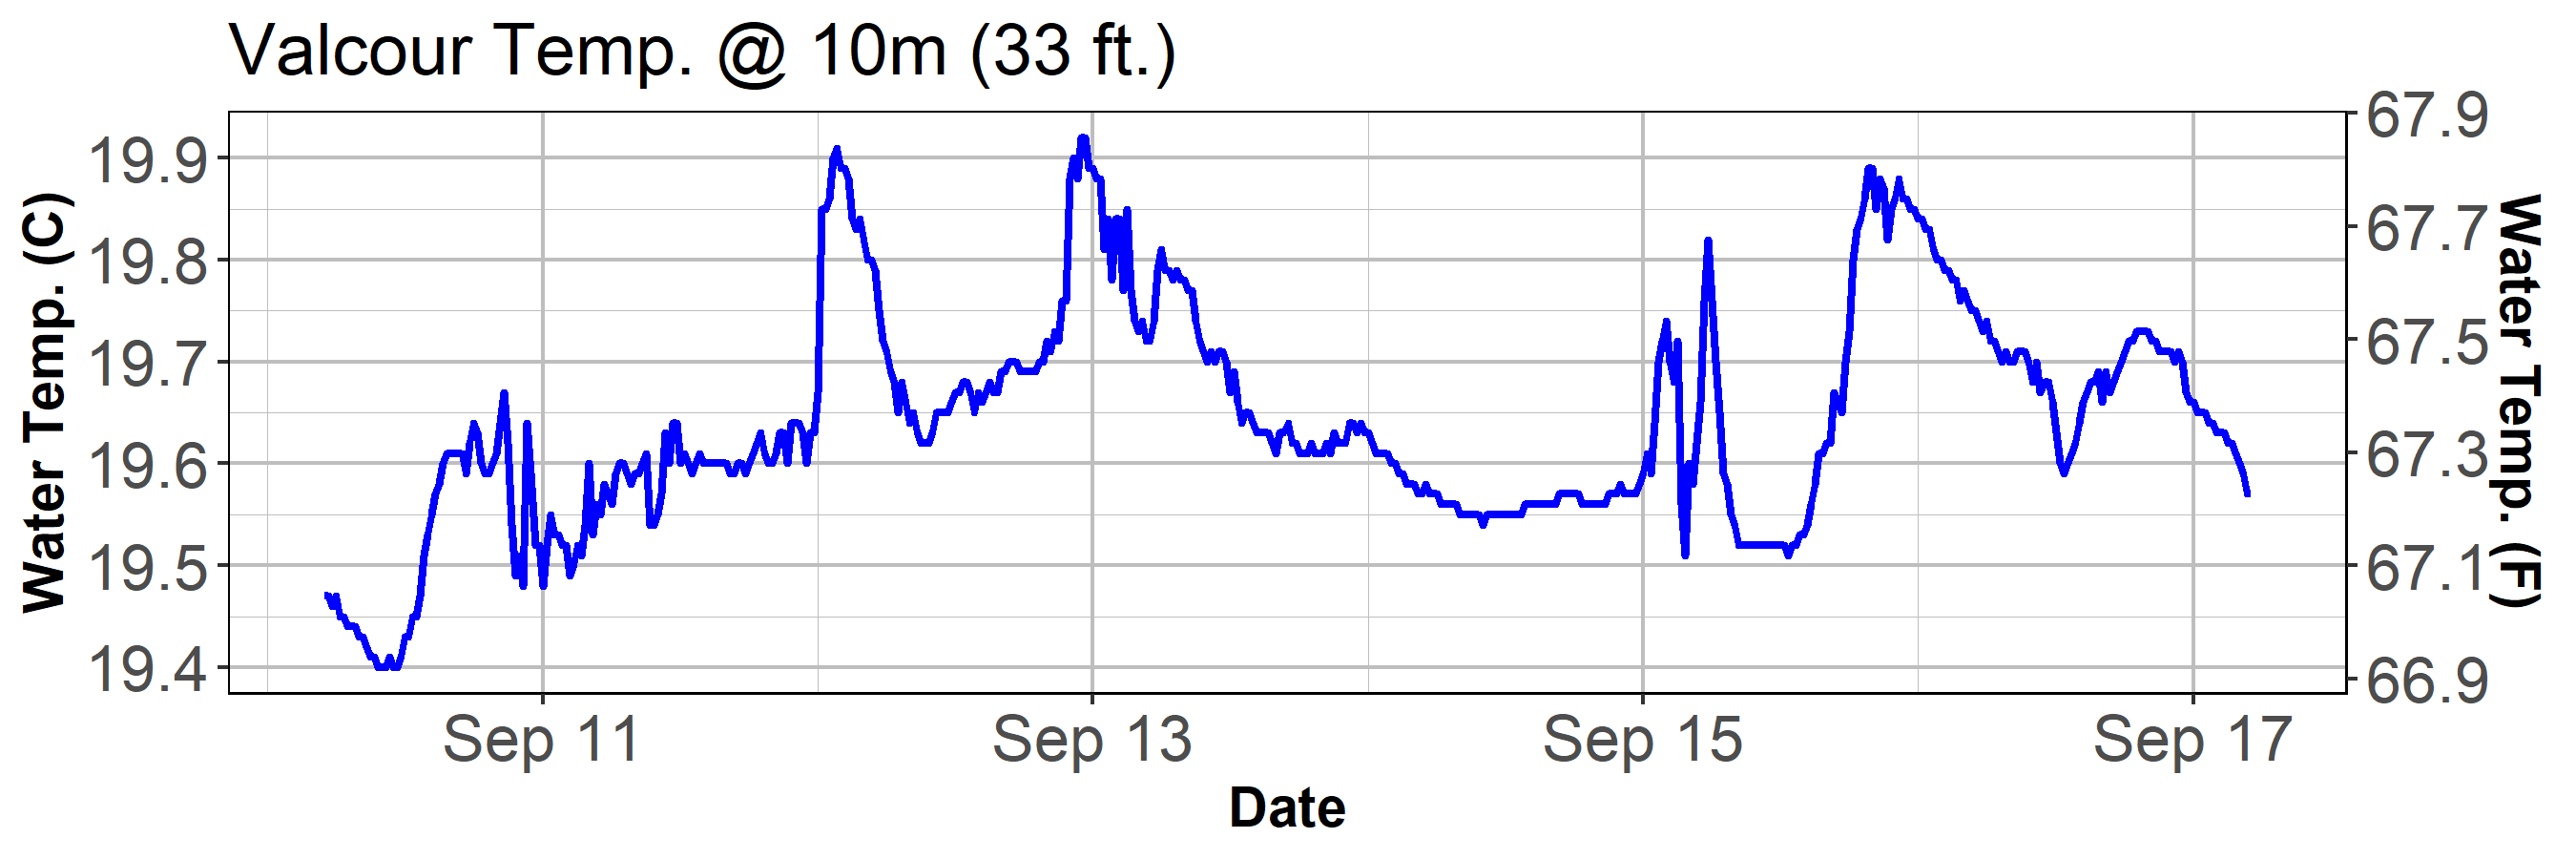 Valcour Temp. @ 10m (33 ft.)
Water Temp. (C)
19.9
19.8
19.7
19.6
19.5
19.4
67.9
67.7
67.5
67.3
67.1
66.9
Water Temp. (F)
Sep 11
Sep 13
Sep 15
Sep 17
Date